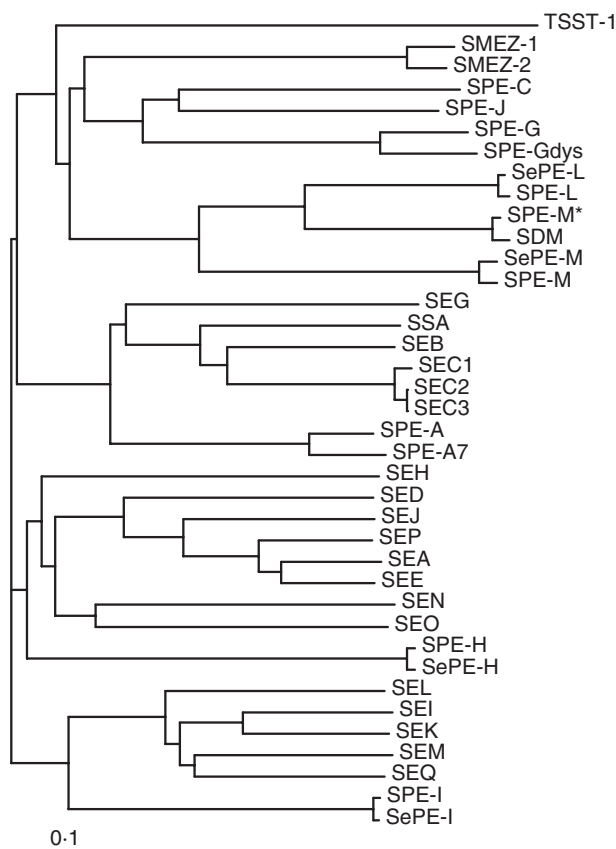 TSST-1
SMEZ-1
SMEZ-2
SPE-C
SPE-J
SPE-G
SPE-Gdys
SePE-L
SPE-L
SPE-M*
SDM
SePE-M
SPE-M
SEG
SSA
SEB
SEC1
SEC2
SEC3
SPE-A
SPE-A7
SEH
SED
SEJ
SEP
SEA
SEE
SEN
SEO
SPE-H
SePE-H
SEL
SEI
SEK
SEM
SEQ
SPE-I
SePE-I
0·1